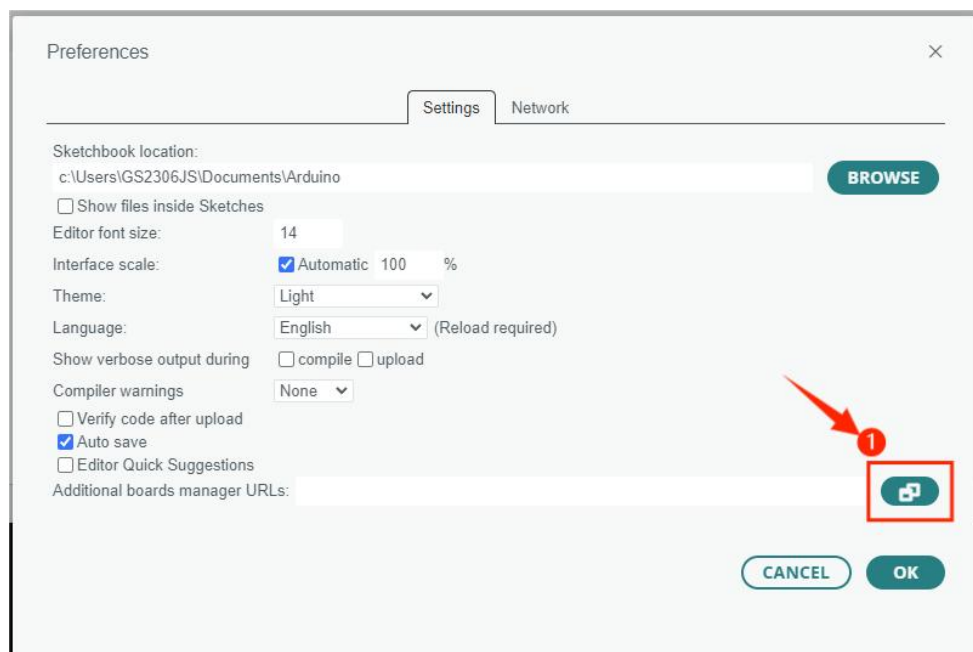 Preferences
Settings Network
Sketchbook location:
c:\Users\GS2306JS\Documents\Arduino
BROWSE
Show files inside Sketches
Editor font size: 14
Interface scale: Automatic 100 %
Theme: Light
Language: English (Reload required)
Show verbose output during compile upload
Compiler warnings None
Verify code after upload
Auto save
Editor Quick Suggestions
1
Additional boards manager URLs:
CANCEL OK